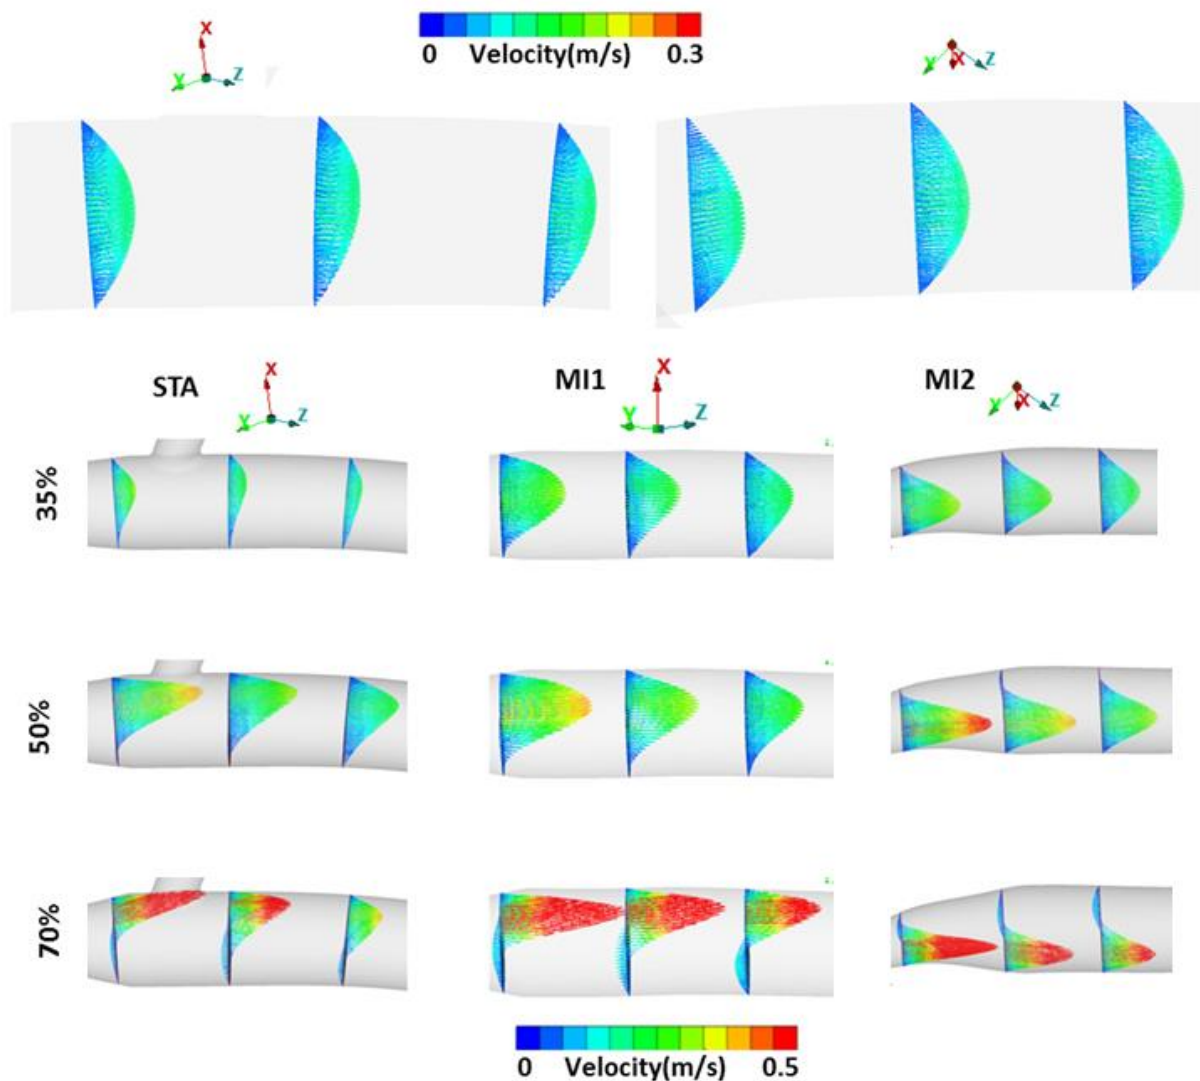 0 Velocity(m/s) 0.3
X
Y Z
X
Y Z
STA
MI1
MI2
X
Y Z
X
Y Z
X
Y Z
35%
50%
70%
0 Velocity(m/s) 0.5